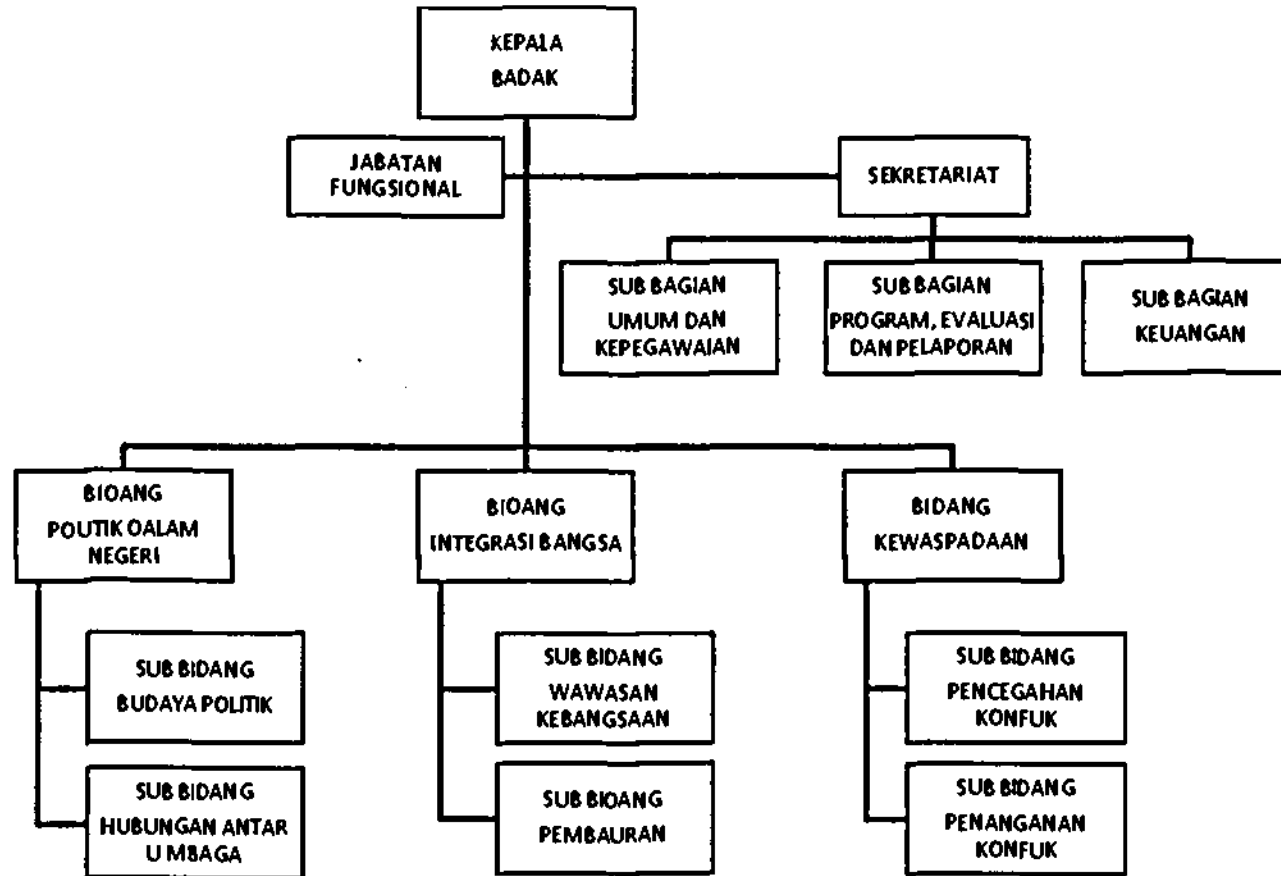 KEPALA
BADAK
JABATAN
FUNGSIONAL
SEKRETARIAT
SUB BAGIAN
UMUM DAN
KEPEGAWAIAN
SUB BAGIAN
PROGRAM, EVALUASI
DAN PELAPORAN
SUB BAGIAN
KEUANGAN
BIOANG
POUTIK OALAM
NEGERI
BIOANG
INTEGRASI BANGSA
BIDANG
KEWASPADAAN
SUB BIDANG
BUDAYA POLITIK
SUB BIDANG
WAWASAN
KEBANGSAAN
SUB BIDANG
PENCEGAHAN
KONFUK
SUB BIDANG
HUBUNGAN ANTAR
U MBAGA
SUB BIOANG
PEMBAURAN
SUB BIDANG
PENANGANAN
KONFUK